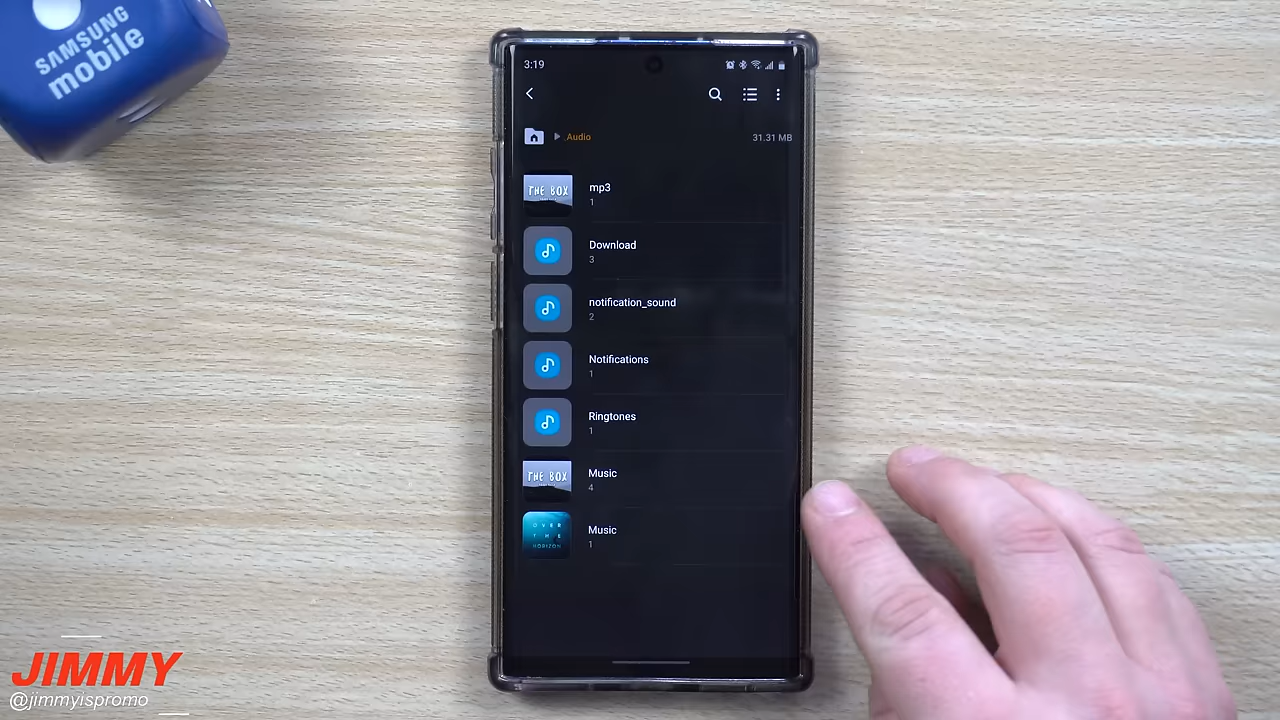 SAMSUNG
mobile
3:19
Audio
31.31 MB
THE BOX
mp3
1
Download
3
notification_sound
2
Notifications
1
Ringtones
1
THE BOX
Music
4
OVER
THE
HORIZON
Music
1
JIMMY
@jimmyispromo